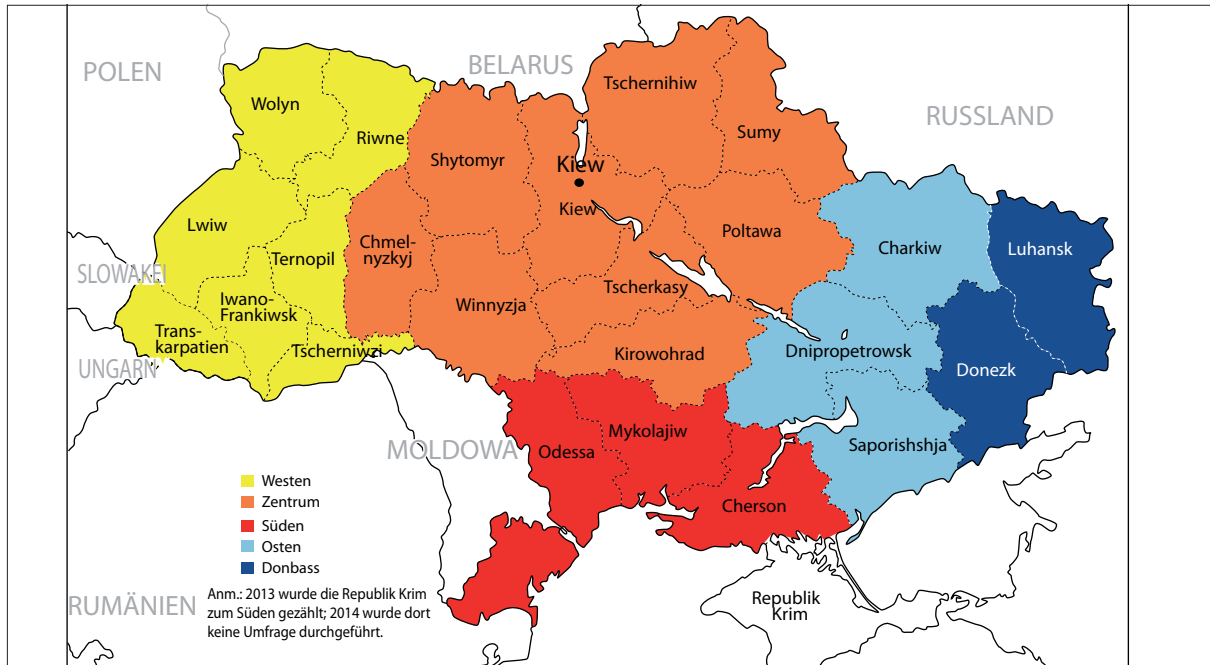 POLEN
BELARUS
RUSSLAND
Wolyn
Riwne
Tschernihiw
Sumy
Shytomyr
Kiew
Kiew
Lwiw
Ternopil
Chmel-
nyzkyj
Poltawa
Charkiw
Luhansk
SLOWAKEI
Iwano-
Frankiwsk
Winnyzja
Tscherkasy
Trans-
karpatien
Tscherniwzi
Kirowohrad
Dnipropetrowsk
Donezk
UNGARN
MOLDOWA
Odessa
Mykolajiw
Saporishshja
Cherson
Westen
Zentrum
Süden
Osten
Donbass
RUMÄNIEN
Anm.: 2013 wurde die Republik Krim
zum Süden gezählt; 2014 wurde dort
keine Umfrage durchgeführt.
Republik
Krim